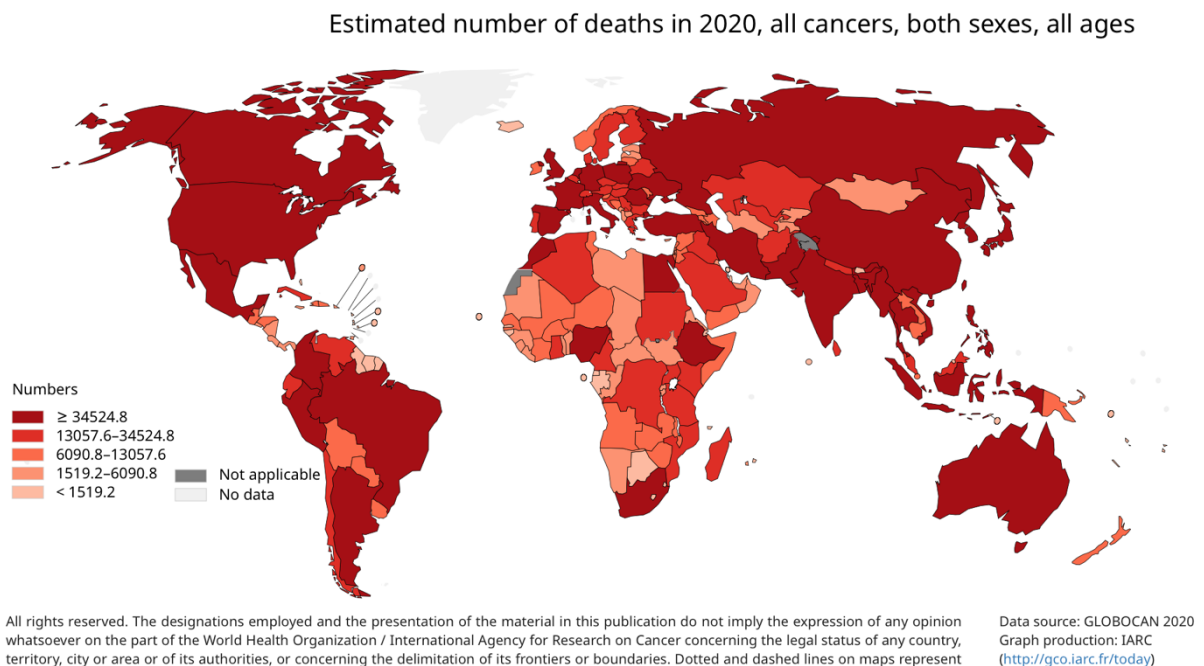 Estimated number of deaths in 2020, all cancers, both sexes, all ages
Numbers
≥ 34524.8
13057.6–34524.8
6090.8–13057.6
1519.2–6090.8
< 1519.2
Not applicable
No data
All rights reserved. The designations employed and the presentation of the material in this publication do not imply the expression of any opinion
whatsoever on the part of the World Health Organization / International Agency for Research on Cancer concerning the legal status of any country,
territory, city or area or of its authorities, or concerning the delimitation of its frontiers or boundaries. Dotted and dashed lines on maps represent
Data source: GLOBOCAN 2020
Graph production: IARC
(http://gco.iarc.fr/today)